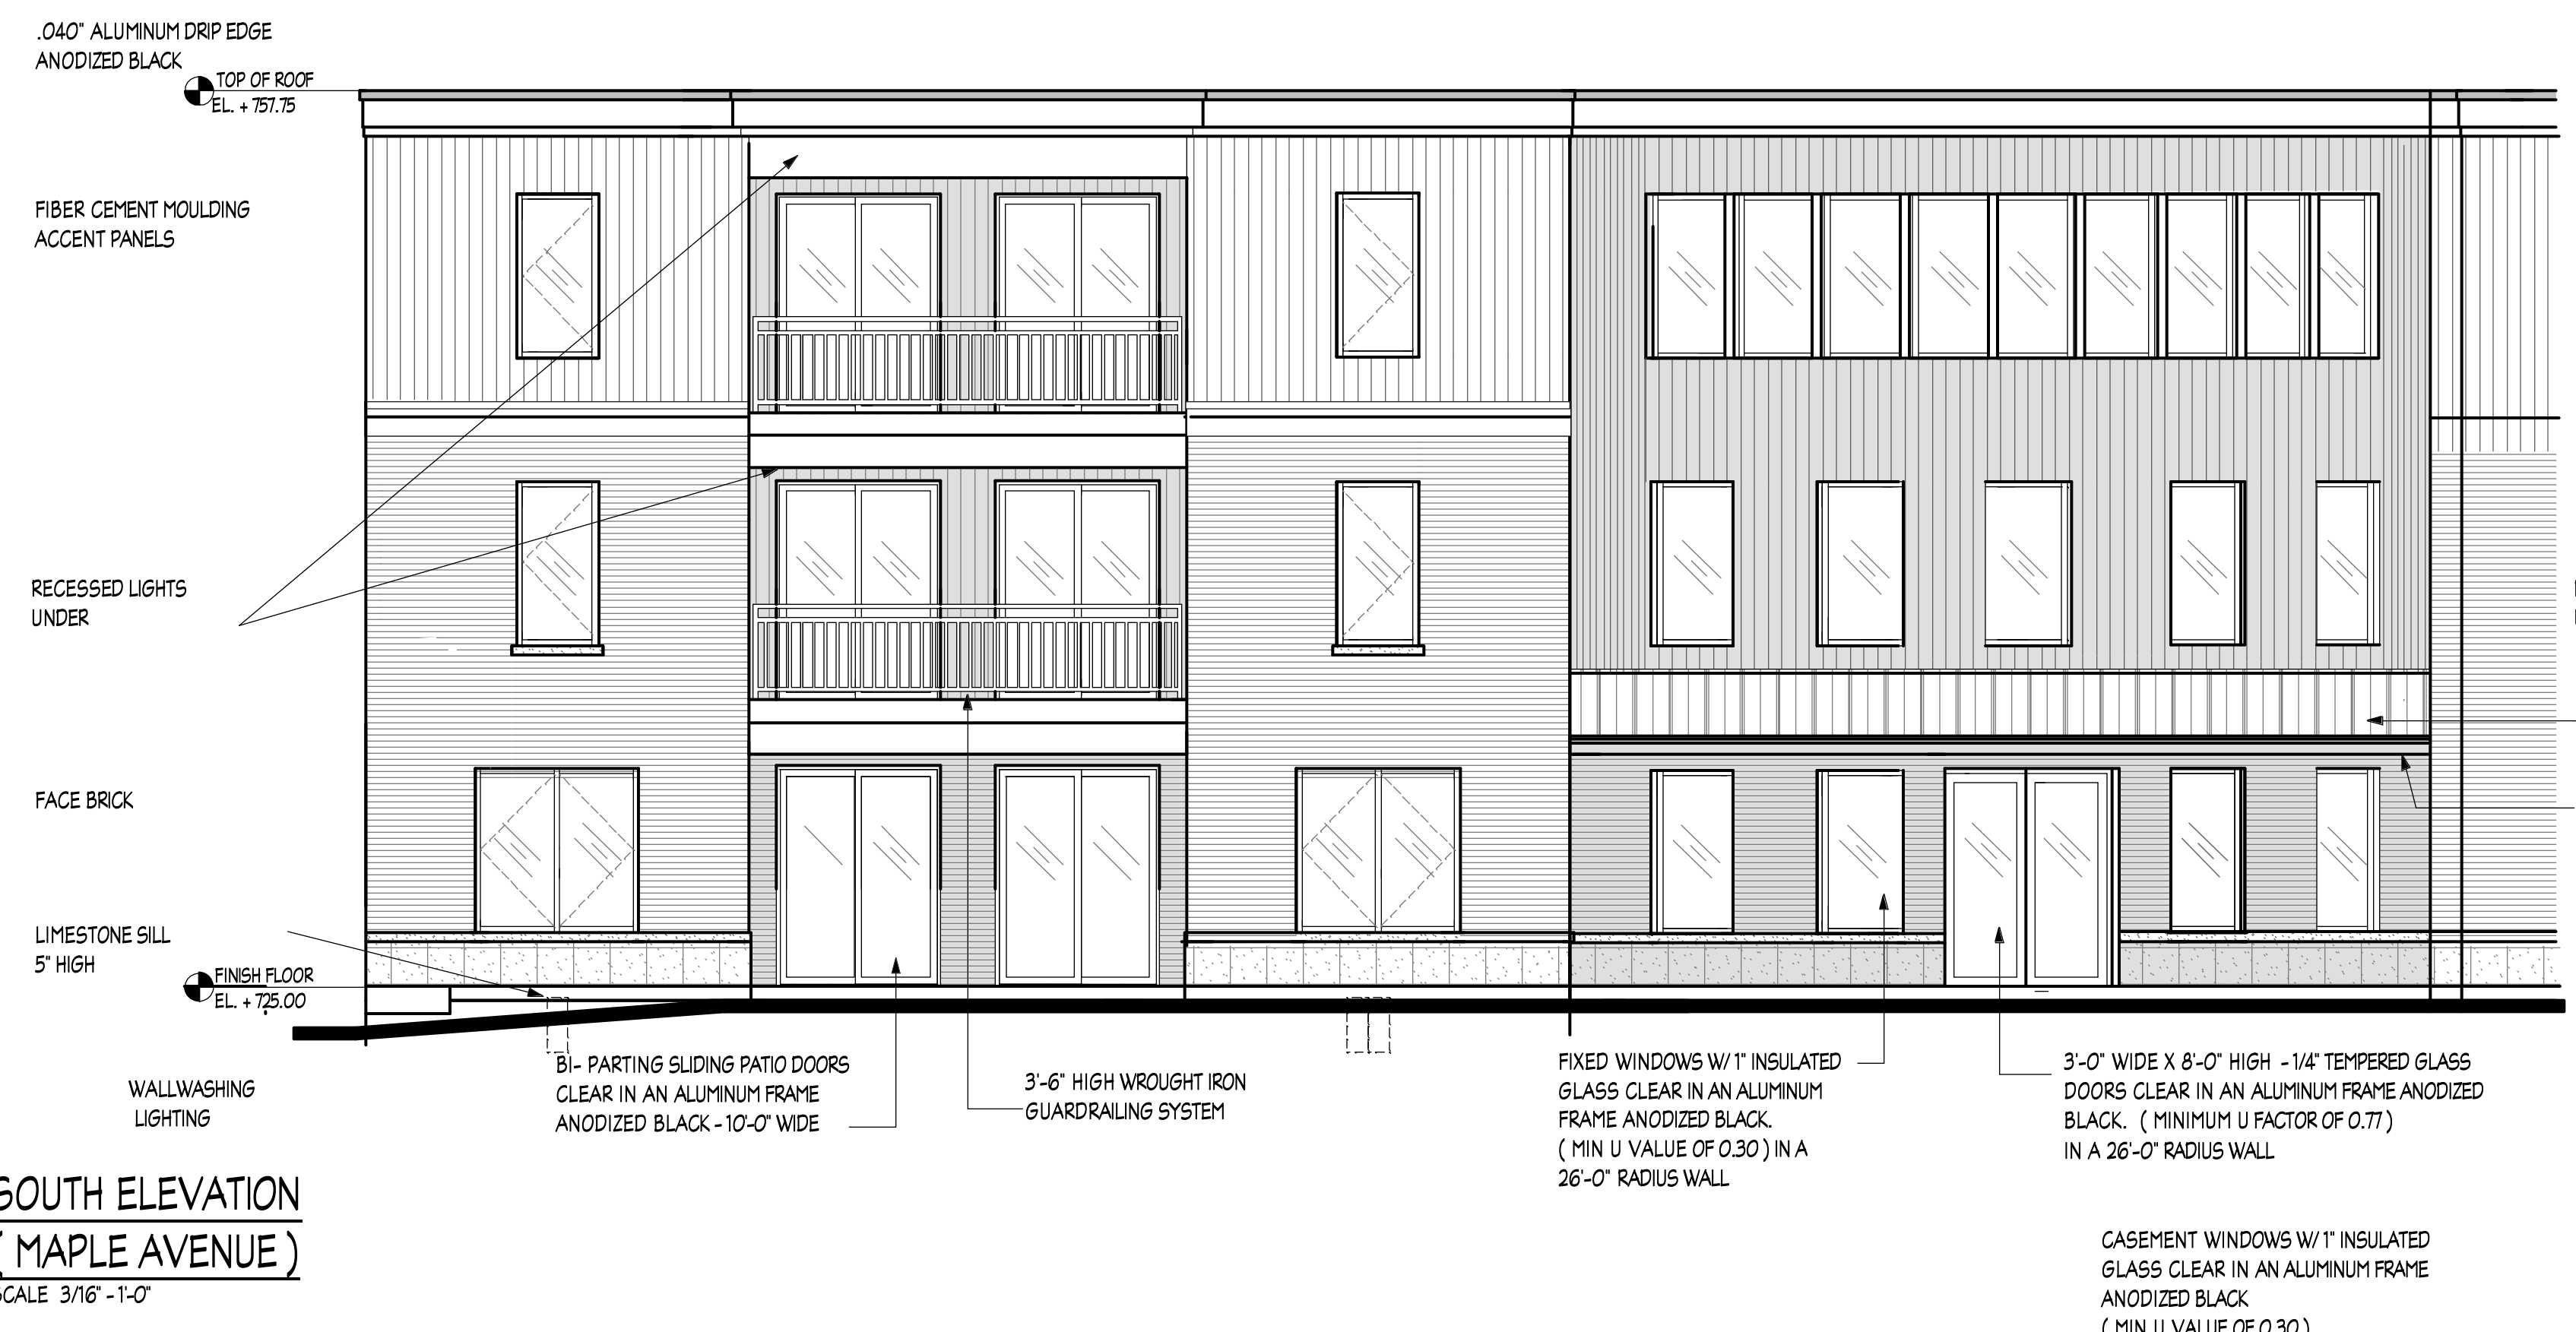 .040" ALUMINUM DRIP EDGE
ANODIZED BLACK
TOP OF ROOF
EL. + 757.75
FIBER CEMENT MOULDING
ACCENT PANELS
RECESSED LIGHTS
UNDER
FACE BRICK
LIMESTONE SILL
5" HIGH
FINISH FLOOR
EL. + 725.00
WALLWASHING
LIGHTING
BI- PARTING SLIDING PATIO DOORS
CLEAR IN AN ALUMINUM FRAME
ANODIZED BLACK - 10'-0" WIDE
3'-6" HIGH WROUGHT IRON
GUARDRAILING SYSTEM
FIXED WINDOWS W/ 1" INSULATED
GLASS CLEAR IN AN ALUMINUM
FRAME ANODIZED BLACK.
( MIN U VALUE OF 0.30 ) IN A
26'-0" RADIUS WALL
3'-0" WIDE X 8'-0" HIGH - 1/4" TEMPERED GLASS
DOORS CLEAR IN AN ALUMINUM FRAME ANODIZED
BLACK. ( MINIMUM U FACTOR OF 0.77 )
IN A 26'-0" RADIUS WALL
SOUTH ELEVATION
( MAPLE AVENUE )
SCALE 3/16" - 1'-0"
CASEMENT WINDOWS W/ 1" INSULATED
GLASS CLEAR IN AN ALUMINUM FRAME
ANODIZED BLACK
( MIN U VALUE OF 0.30 )